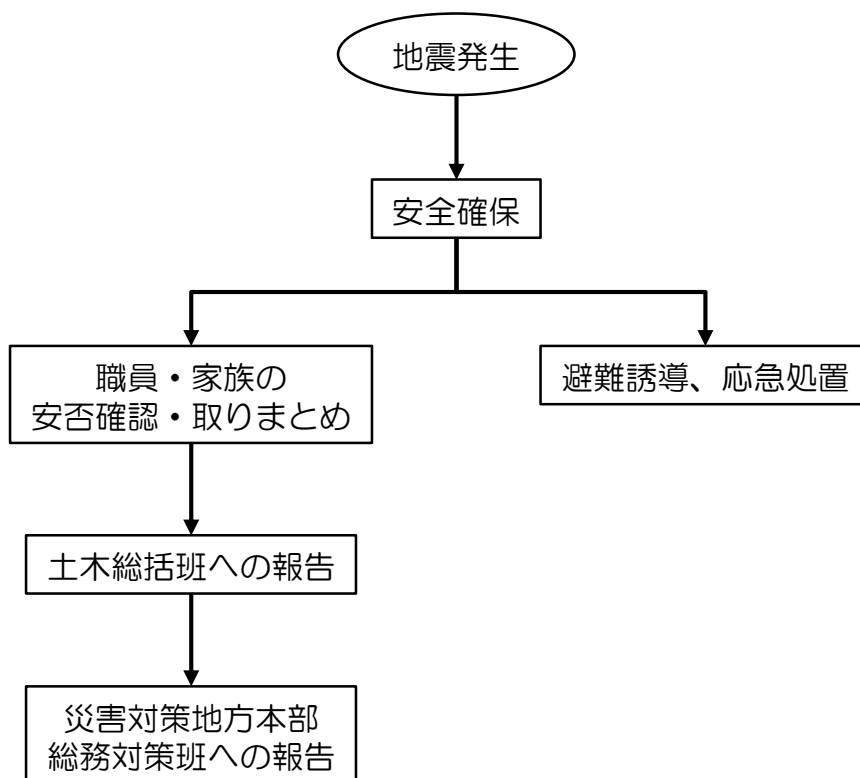 地震発生
安全確保
職員・家族の
安否確認・取りまとめ
避難誘導、応急処置
土木総括班への報告
災害対策地方本部
総務対策班への報告